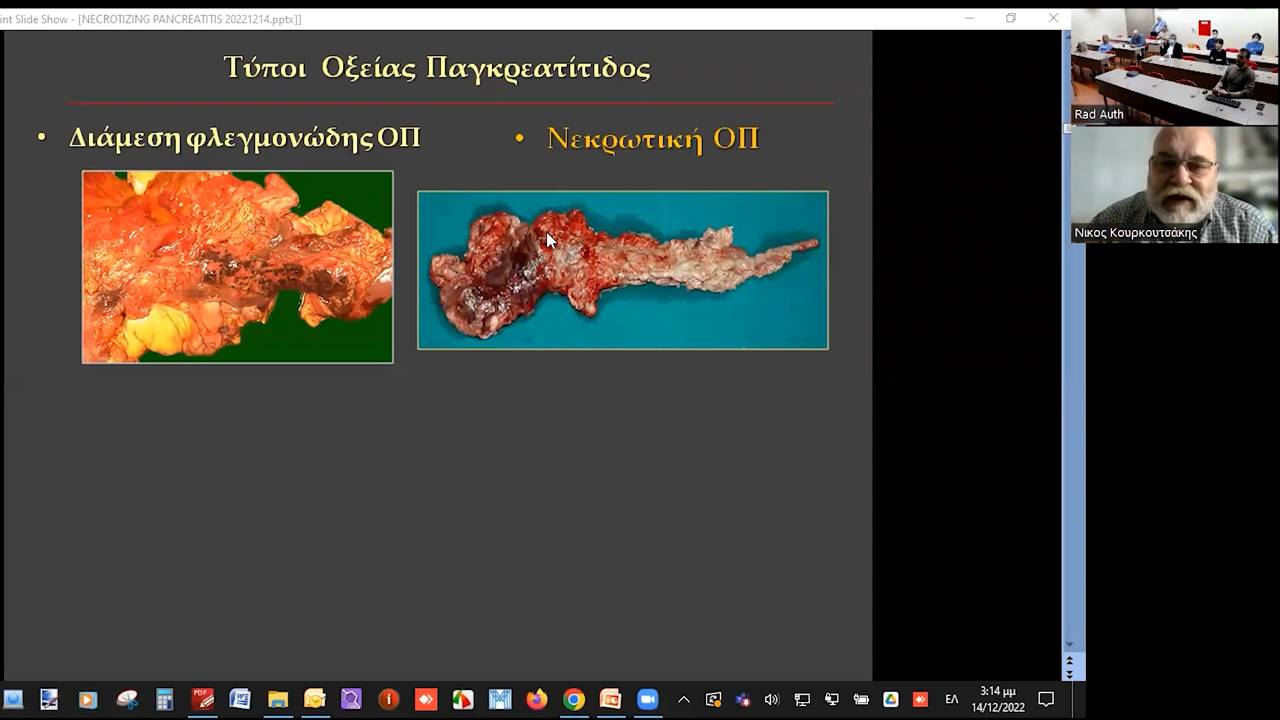 int Slide Show - [NECROTIZING PANCREATITIS 20221214.pptx]]
Τύποι Οξείας Παγκρεατίτιδος
• Διάμεση φλεγμονώδης ΟΠ
• Νεκρωτική ΟΠ
Rad Auth
Νικος Κουρκουτσάκης
PDF
ΕΛ
3:14 μμ
14/12/2022